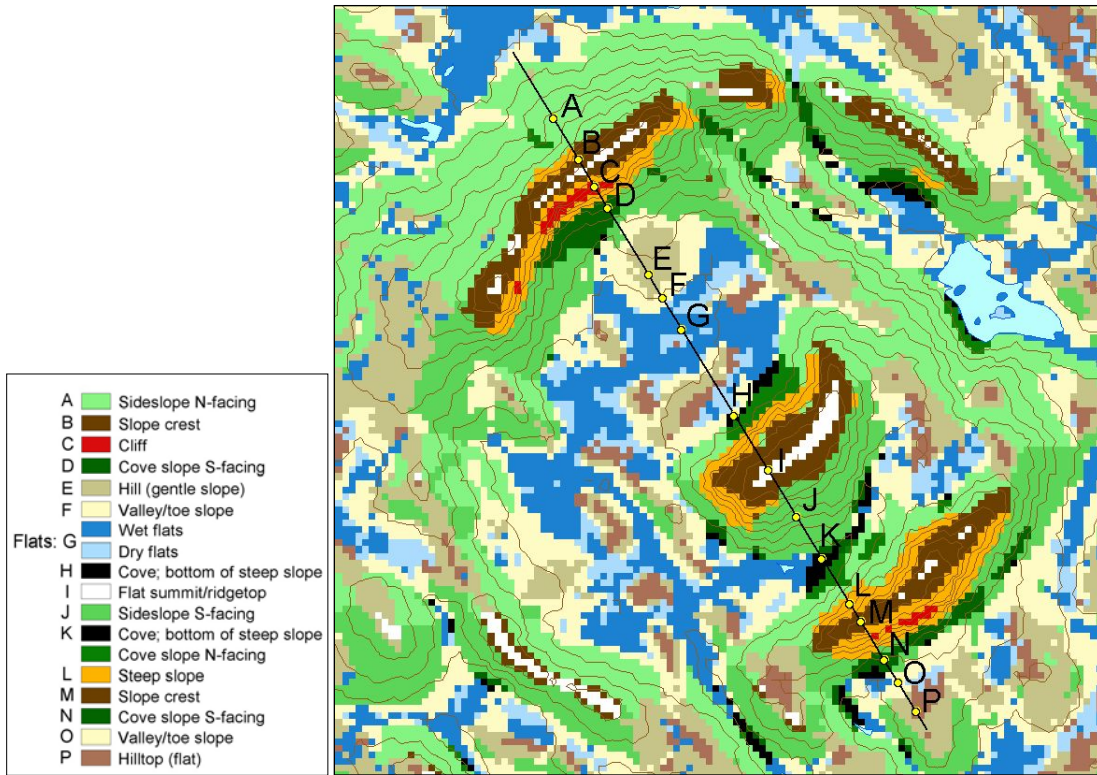 A Sideslope N-facing
B Slope crest
C Cliff
D Cove slope S-facing
E Hill (gentle slope)
F Valley/toe slope
Flats: G Wet flats
Dry flats
H Cove; bottom of steep slope
I Flat summit/ridgetop
J Sideslope S-facing
K Cove; bottom of steep slope
Cove slope N-facing
L Steep slope
M Slope crest
N Cove slope S-facing
O Valley/toe slope
P Hilltop (flat)
A
B
C
D
E
F
G
H
I
J
K
L
M
N
O
P